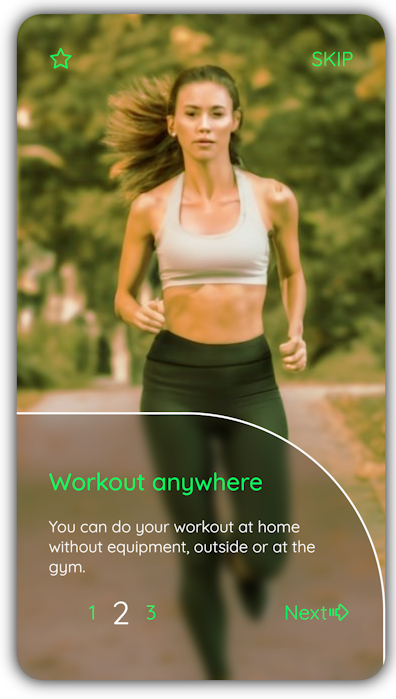 SKIP
Workout anywhere
You can do your workout at home
without equipment, outside or at the
gym.
1 2 3 Next